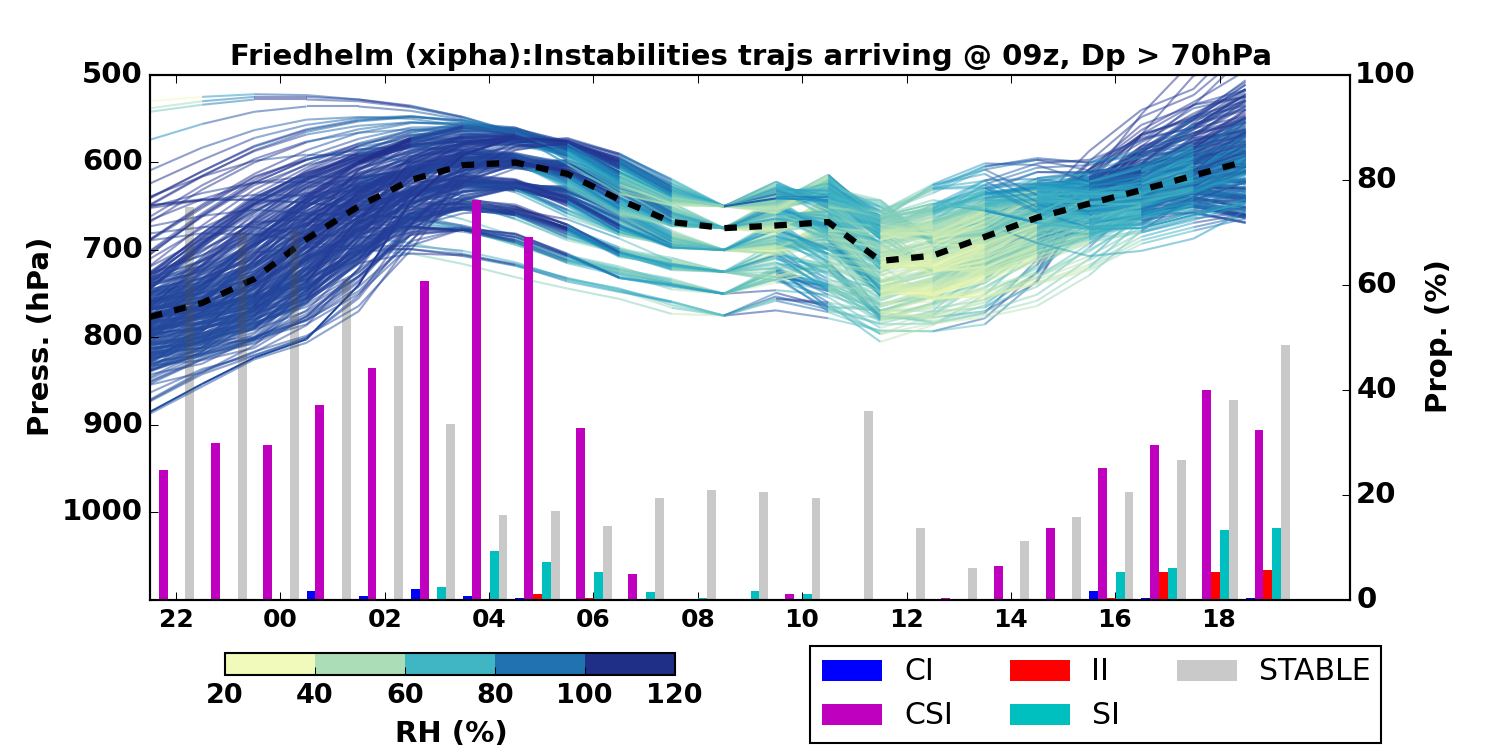 Friedhelm (xipha):Instabilities trajs arriving @ 09z, Dp > 70hPa
500
600
700
800
900
1000
Press. (hPa)
100
80
60
40
20
0
Prop. (%)
22 00 02 04 06 08 10 12 14 16 18
20 40 60 80 100 120
RH (%)
CI II STABLE
CSI SI